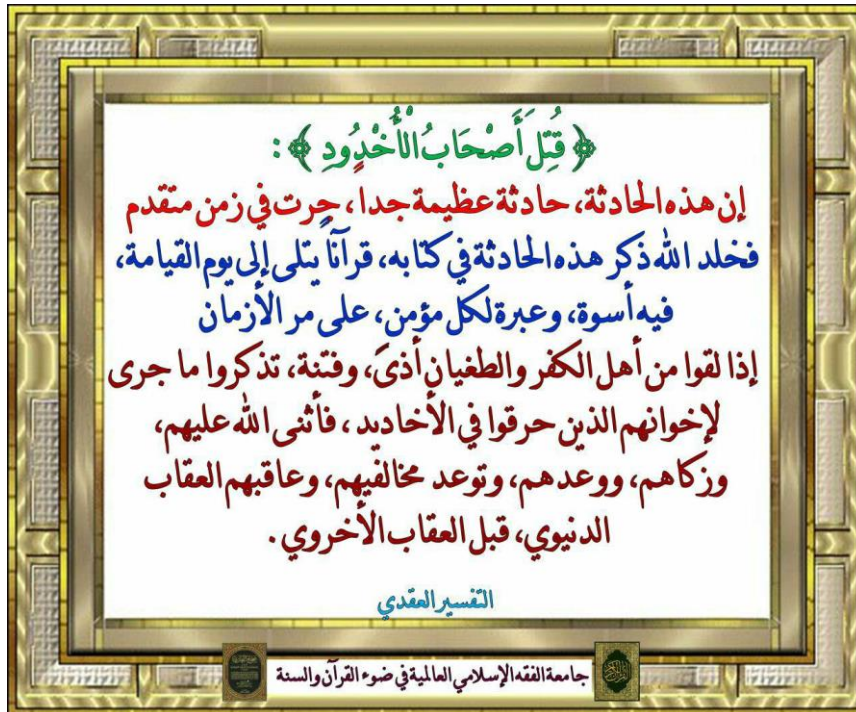 ﴿ قُتِلَ أَصْحَابُ الْأُخْدُودِ ﴾ :
إن هذه الحادثة، حادثة عظيمة جداً، جرت في زمن متقدم
فخلد الله ذكر هذه الحادثة في كتابه، قرآناً يتلى إلى يوم القيامة،
فيه أسوة، وعبرة لكل مؤمن، على مر الأزمان
إذا لقوا من أهل الكفر والطغيان أذىً، وفتنة، تذكروا ما جرى
لإخوانهم الذين حرقوا في الأخاديد، فأثنى الله عليهم،
وزكاهم، ووعدهم، وتوعد مخالفيهم، وعاقبهم العقاب
الدنيوي، قبل العقاب الأخروي.
التفسير العقدي
جامعة الفقه الإسلامي العالمية في ضوء القرآن والسنة